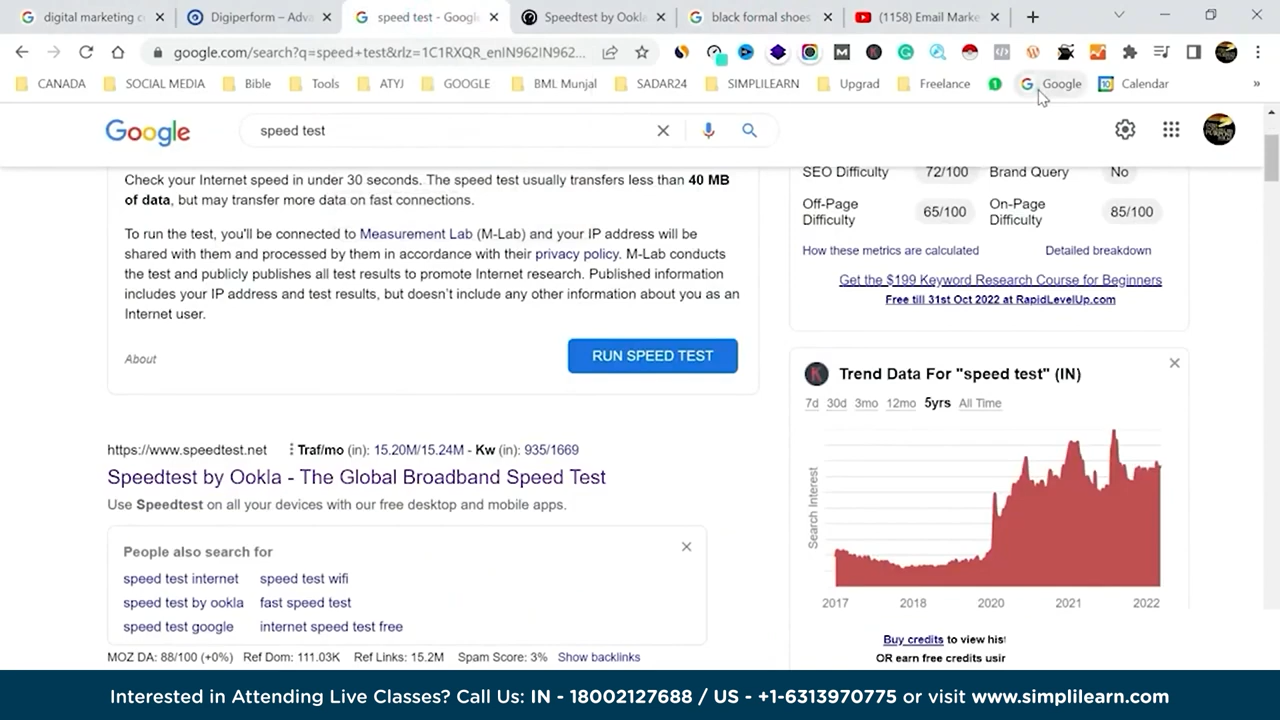 digital marketing c
Digiperform – Adva
speed test - Google
Speedtest by Ookla
black formal shoes
(1158) Email Marke
google.com/search?q=speed+test&rlz=1C1RXQR_enIN962IN962...
CANADA
SOCIAL MEDIA
Bible
Tools
ATYJ
GOOGLE
BML Munjal
SADAR24
SIMPLILEARN
Upgrad
Freelance
Google
Calendar
»
Google
speed test
Check your Internet speed in under 30 seconds. The speed test usually transfers less than 40 MB
of data, but may transfer more data on fast connections.
To run the test, you'll be connected to Measurement Lab (M-Lab) and your IP address will be
shared with them and processed by them in accordance with their privacy policy. M-Lab conducts
the test and publicly publishes all test results to promote Internet research. Published information
includes your IP address and test results, but doesn't include any other information about you as an
Internet user.
About
RUN SPEED TEST
https://www.speedtest.net
Traf/mo (in): 15.20M/15.24M - Kw (in): 935/1669
Speedtest by Ookla - The Global Broadband Speed Test
Use Speedtest on all your devices with our free desktop and mobile apps.
People also search for
speed test internet
speed test wifi
speed test by ookla
fast speed test
speed test google
internet speed test free
MOZ DA: 88/100 (+0%) Ref Dom: 111.03K Ref Links: 15.2M Spam Score: 3% Show backlinks
SEO Difficulty 72/100 Brand Query No
Off-Page
Difficulty
65/100
On-Page
Difficulty
85/100
How these metrics are calculated
Detailed breakdown
Get the $199 Keyword Research Course for Beginners
Free till 31st Oct 2022 at RapidLevelUp.com
Trend Data For "speed test" (IN)
7d 30d 3mo 12mo 5yrs All Time
Search Interest
2017 2018 2020 2021 2022
Buy credits to view his
OR earn free credits usin
Interested in Attending Live Classes? Call Us: IN - 18002127688 / US - +1-6313970775 or visit www.simplilearn.com